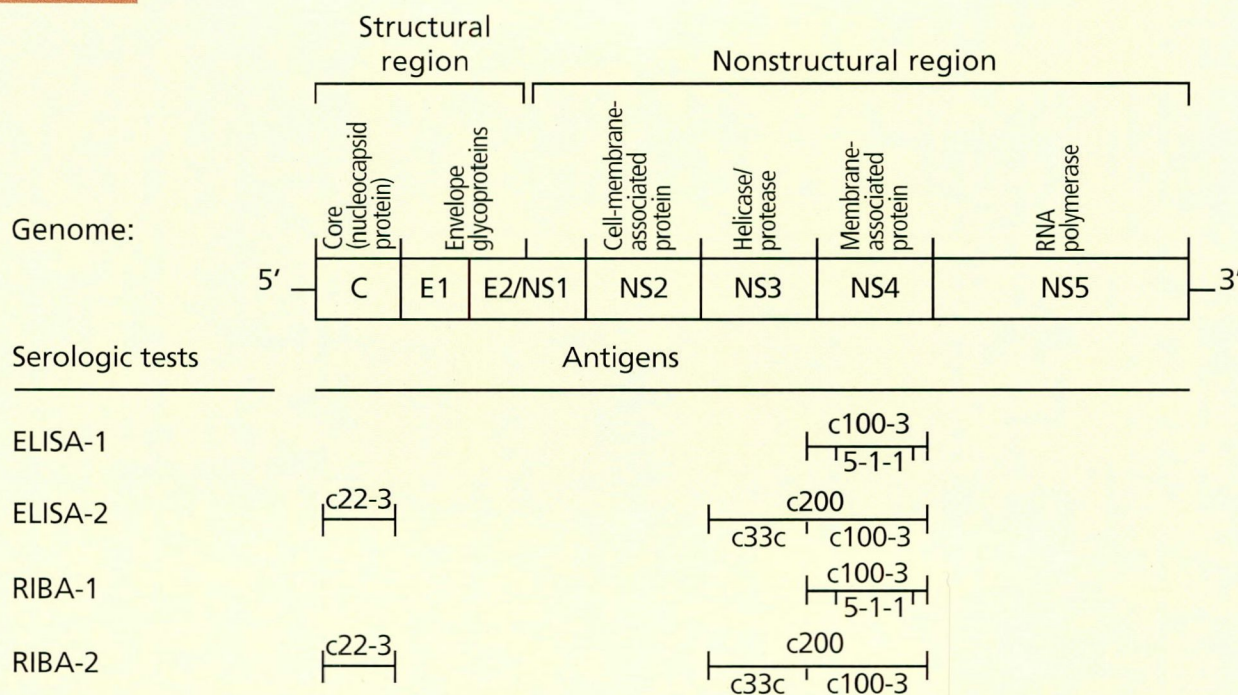 Structural
region
Nonstructural region
Core
(nucleocapsid
protein)
Envelope
glycoproteins
Cell-membrane-
associated
protein
Helicase/
protease
Membrane-
associated
protein
RNA
polymerase
Genome:
5′ C E1 E2/NS1 NS2 NS3 NS4 NS5 3′
Serologic tests Antigens
ELISA-1 c100-3
5-1-1
ELISA-2 c22-3 c200
c33c c100-3
RIBA-1 c100-3
5-1-1
RIBA-2 c22-3 c200
c33c c100-3